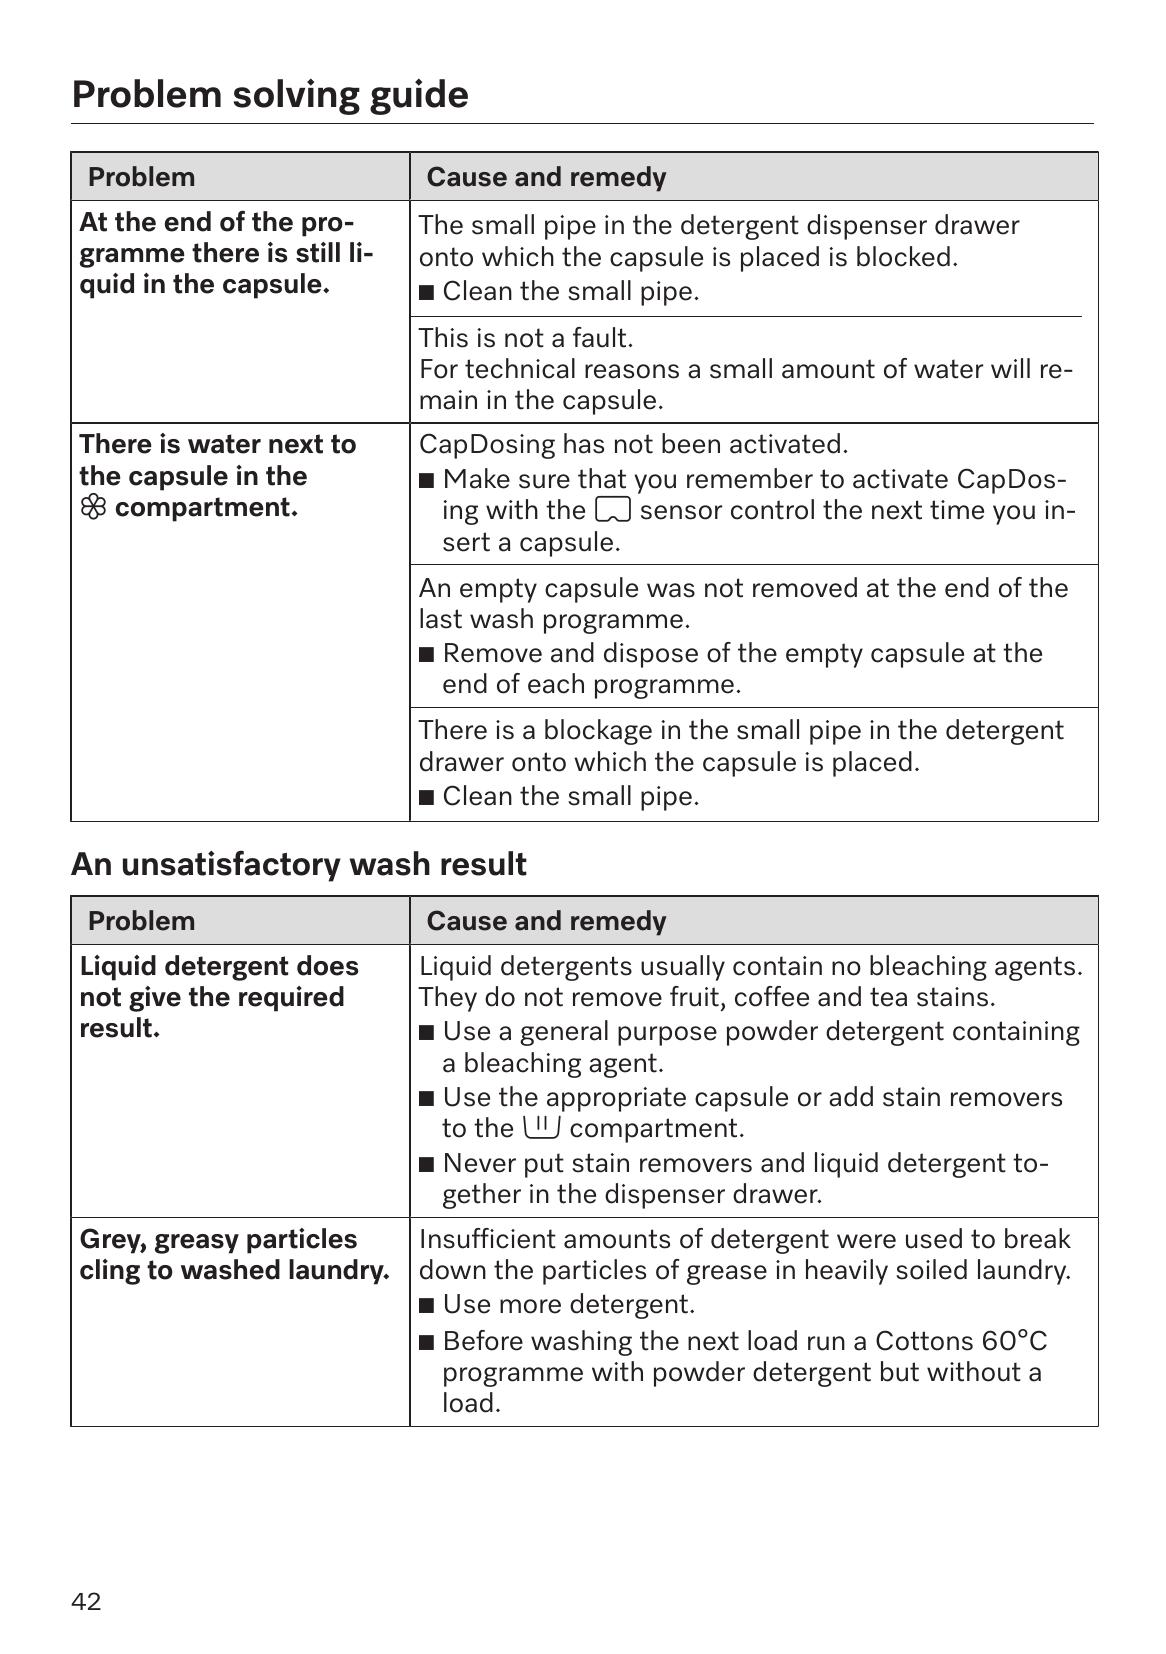 Problem solving guide
Problem
Cause and remedy
At the end of the pro-
gramme there is still li-
quid in the capsule.
The small pipe in the detergent dispenser drawer
onto which the capsule is placed is blocked.
■ Clean the small pipe.
This is not a fault.
For technical reasons a small amount of water will re-
main in the capsule.
There is water next to
the capsule in the
compartment.
CapDosing has not been activated.
■ Make sure that you remember to activate CapDos-
ing with the sensor control the next time you in-
sert a capsule.
An empty capsule was not removed at the end of the
last wash programme.
■ Remove and dispose of the empty capsule at the
end of each programme.
There is a blockage in the small pipe in the detergent
drawer onto which the capsule is placed.
■ Clean the small pipe.
An unsatisfactory wash result
Problem
Cause and remedy
Liquid detergent does
not give the required
result.
Liquid detergents usually contain no bleaching agents.
They do not remove fruit, coffee and tea stains.
■ Use a general purpose powder detergent containing
a bleaching agent.
■ Use the appropriate capsule or add stain removers
to the compartment.
■ Never put stain removers and liquid detergent to-
gether in the dispenser drawer.
Grey, greasy particles
cling to washed laundry.
Insufficient amounts of detergent were used to break
down the particles of grease in heavily soiled laundry.
■ Use more detergent.
■ Before washing the next load run a Cottons 60°C
programme with powder detergent but without a
load.
42